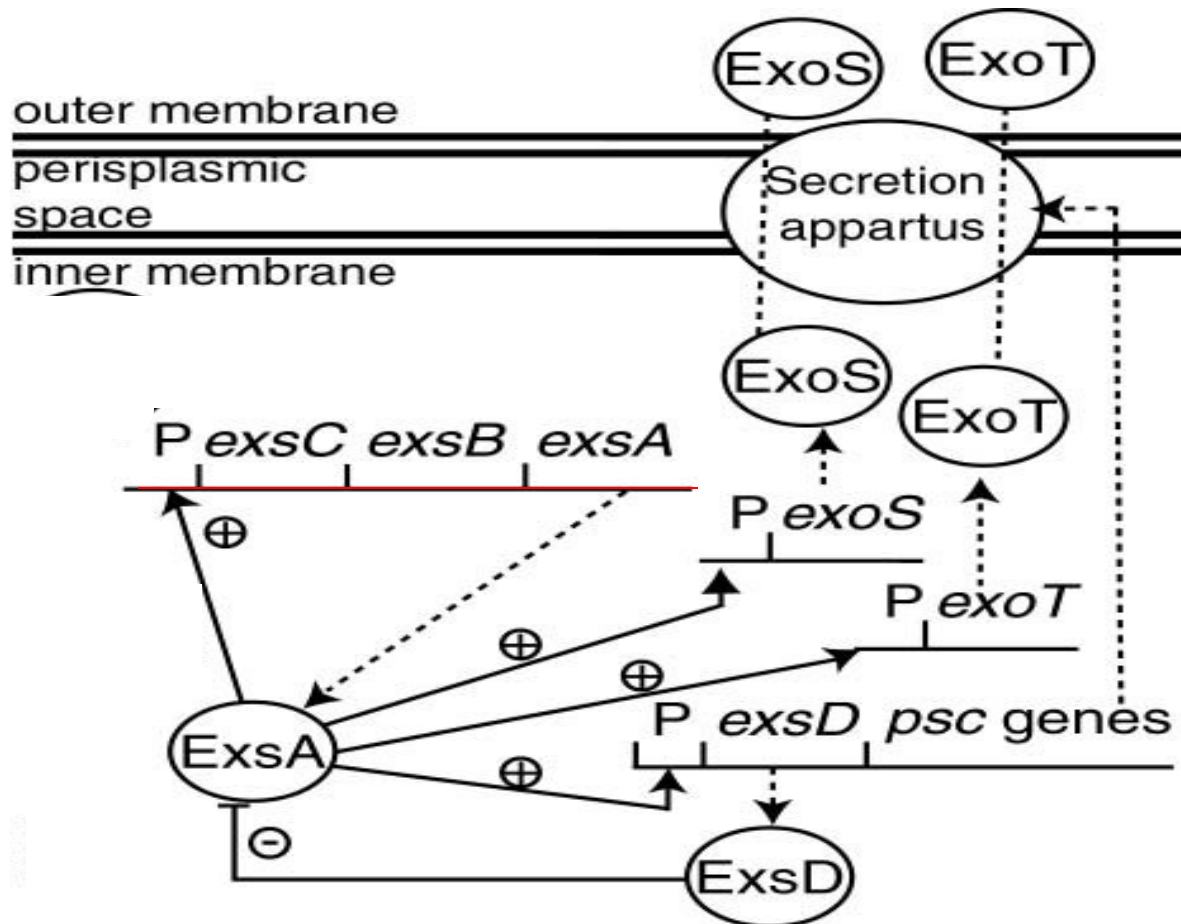 ExoS
ExoT
outer membrane
perisplasmic
space
inner membrane
Secretion
appartus
ExoS
ExoT
P exsC exsB exsA
⊕
P exoS
⊕
P exoT
⊕
P exsD psc genes
ExsA
⊕
⊖
ExsD